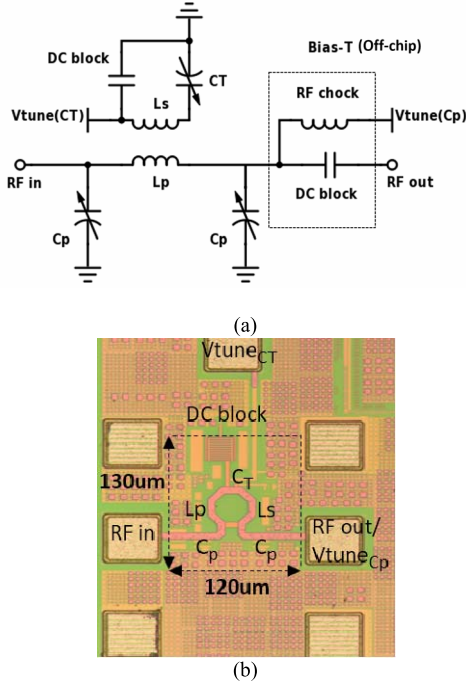 Bias-T (Off-chip)
DC block
CT
RF chock
Vtune(CT)
Ls
Vtune(Cp)
RF in
Lp
DC block
RF out
Cp
Cp
(a)
VtuneCT
DC block
130um
CT
Lp
Ls
RF in
RF out/
VtuneCp
Cp
Cp
120um
(b)